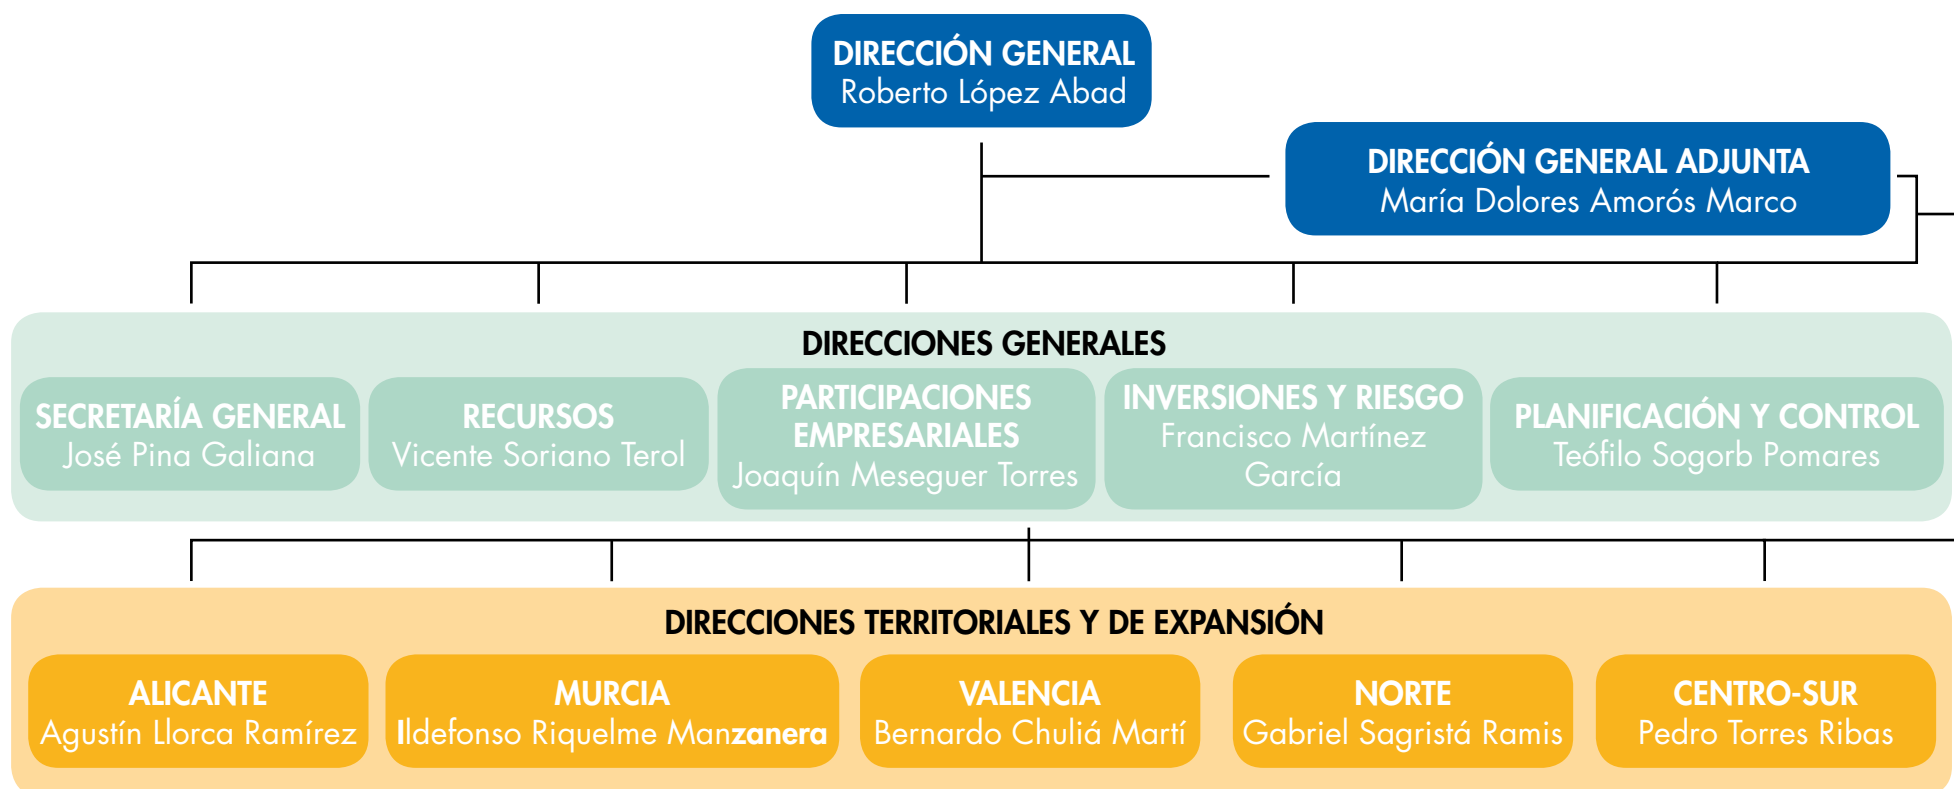 DIRECCIÓN GENERAL
Roberto López Abad
DIRECCIÓN GENERAL ADJUNTA
María Dolores Amorós Marco
DIRECCIONES GENERALES
SECRETARÍA GENERAL
José Pina Galiana
RECURSOS
Vicente Soriano Terol
PARTICIPACIONES
EMPRESARIALES
Joaquín Meseguer Torres
INVERSIONES Y RIESGO
Francisco Martínez
García
PLANIFICACIÓN Y CONTROL
Teófilo Sogorb Pomares
DIRECCIONES TERRITORIALES Y DE EXPANSIÓN
ALICANTE
Agustín Llorca Ramírez
MURCIA
Ildefonso Riquelme Manzanera
VALENCIA
Bernardo Chuliá Martí
NORTE
Gabriel Sagristá Ramis
CENTRO-SUR
Pedro Torres Ribas